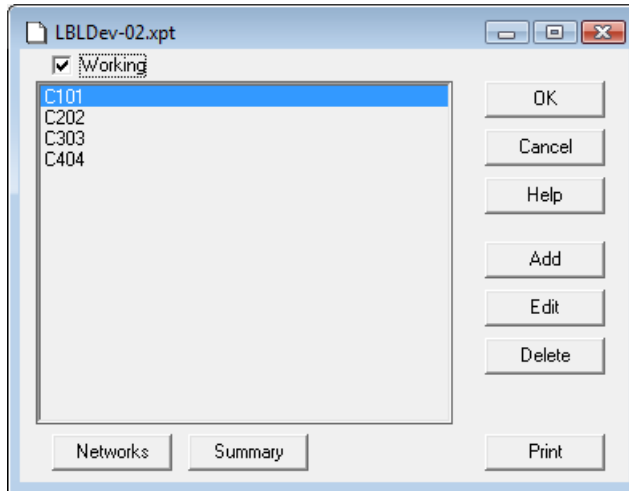 LBLDev-02.xpt
Working
C101
C202
C303
C404
OK
Cancel
Help
Add
Edit
Delete
Networks
Summary
Print